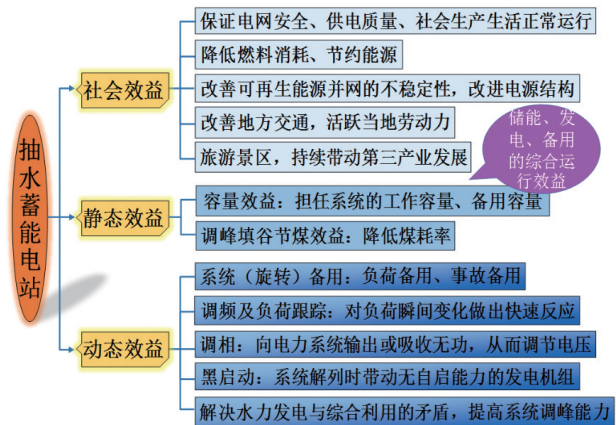 抽水蓄能电站
社会效益
保证电网安全、供电质量、社会生产生活正常运行
降低燃料消耗、节约能源
改善可再生能源并网的不稳定性，改进电源结构
改善地方交通，活跃当地劳动力
旅游景区，持续带动第三产业发展
储能、发
电、备用
的综合运
行效益
静态效益
容量效益：担任系统的工作容量、备用容量
调峰填谷节煤效益：降低煤耗率
动态效益
系统（旋转）备用：负荷备用、事故备用
调频及负荷跟踪：对负荷瞬间变化做出快速反应
调相：向电力系统输出或吸收无功，从而调节电压
黑启动：系统解列时带动无自启能力的发电机组
解决水力发电与综合利用的矛盾，提高系统调峰能力